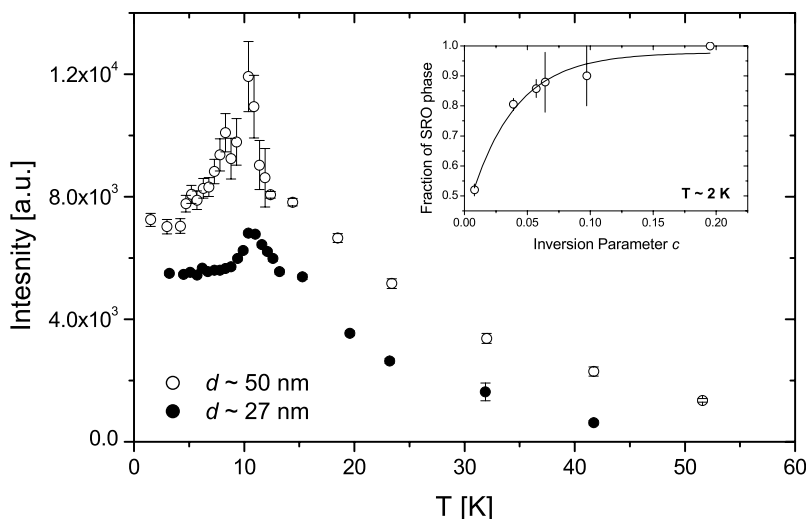 1.2x10⁴
8.0x10³
4.0x10³
0.0
Intesnity [a.u.]
0 10 20 30 40 50 60
T [K]
d ~ 50 nm
d ~ 27 nm
1.0
0.9
0.8
0.7
0.6
0.5
Fraction of SRO phase
T ~ 2 K
0.00 0.05 0.10 0.15 0.20
Inversion Parameter c